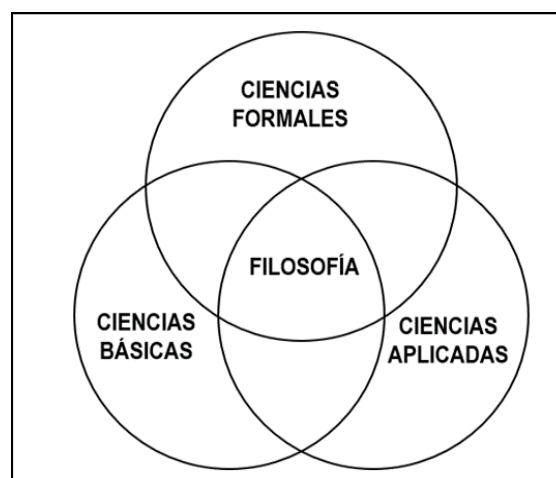 CIENCIAS
FORMALES
FILOSOFÍA
CIENCIAS
BÁSICAS
CIENCIAS
APLICADAS